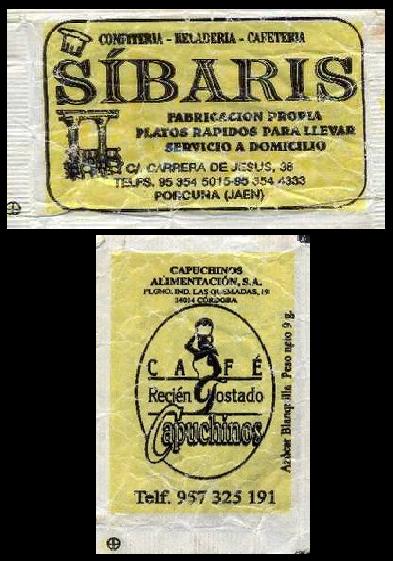 CONFITERIA - HELADERIA - CAFETERIA
SÍBARIS
FABRICACION PROPIA
PLATOS RAPIDOS PARA LLEVAR
SERVICIO A DOMICILIO
C/. CARRERA DE JESUS, 38
TELFS. 95 354 5015-95 354 4333
PORCUNA (JAEN)
CAPUCHINOS
ALIMENTACIÓN, S.A.
PLGNO. IND. LAS QUEMADAS, 19
14014 CÓRDOBA
CAFÉ
Recién Tostado
Capuchinos
Telf. 957 325 191
Azúcar Blanquilla Peso neto 9 g.